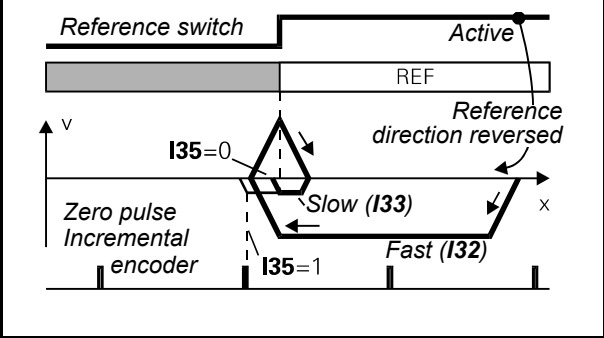 Reference switch
Active
REF
Reference
direction reversed
V
I35=0
Slow (I33)
x
Zero pulse
Incremental
encoder
Fast (I32)
I35=1